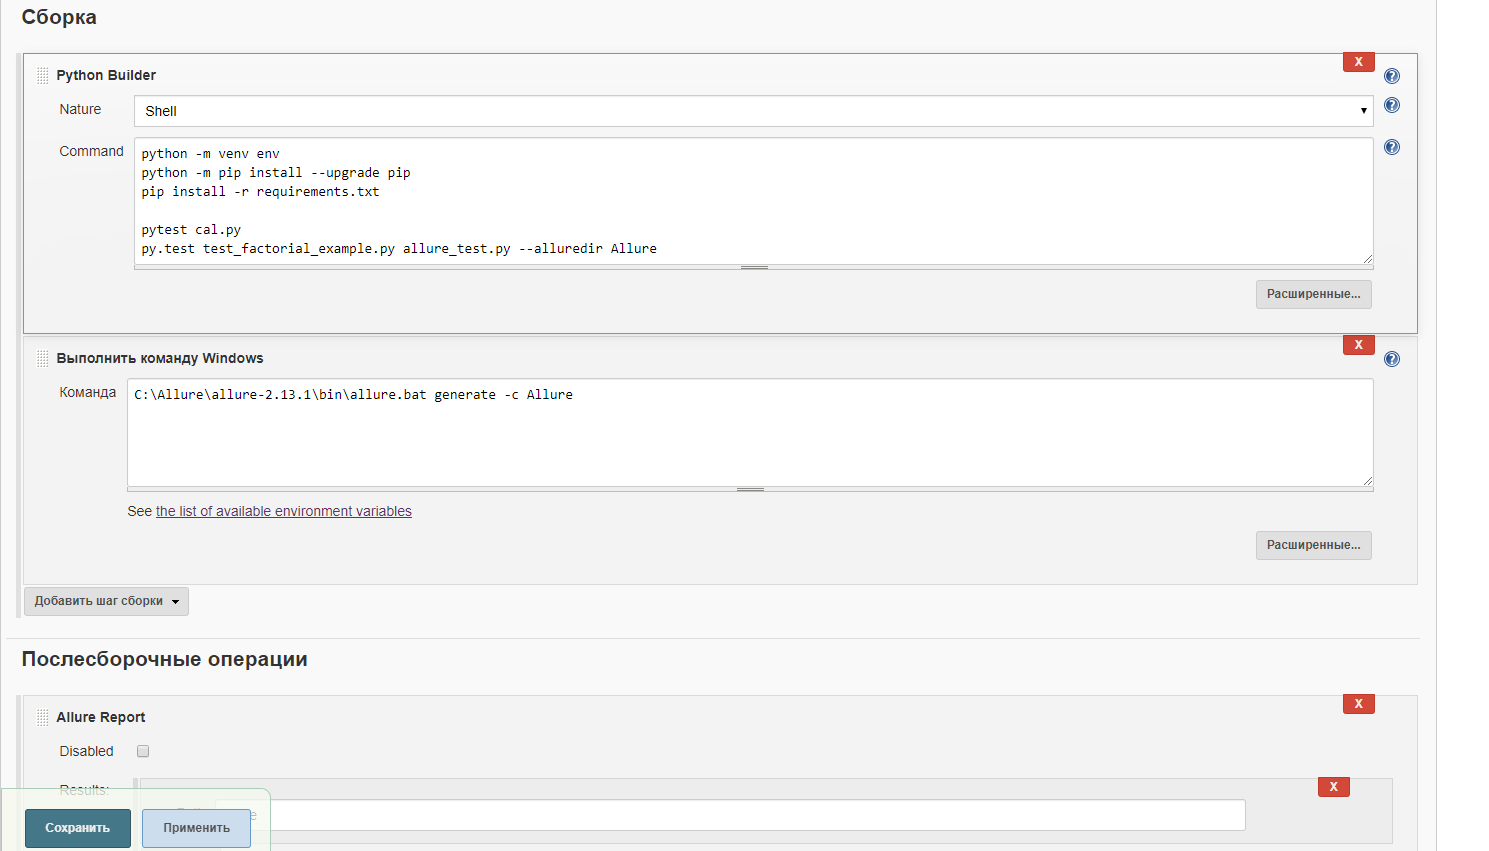 Сборка
X
Python Builder
?
Nature
Shell
?
Command
python -m venv env
python -m pip install --upgrade pip
pip install -r requirements.txt
pytest cal.py
py.test test_factorial_example.py allure_test.py --alluredir Allure
?
Расширенные...
X
Выполнить команду Windows
?
Команда
C:\Allure\allure-2.13.1\bin\allure.bat generate -c Allure
See the list of available environment variables
Расширенные...
Добавить шаг сборки
Послесборочные операции
X
Allure Report
Disabled
Results:
X
Сохранить
Применить